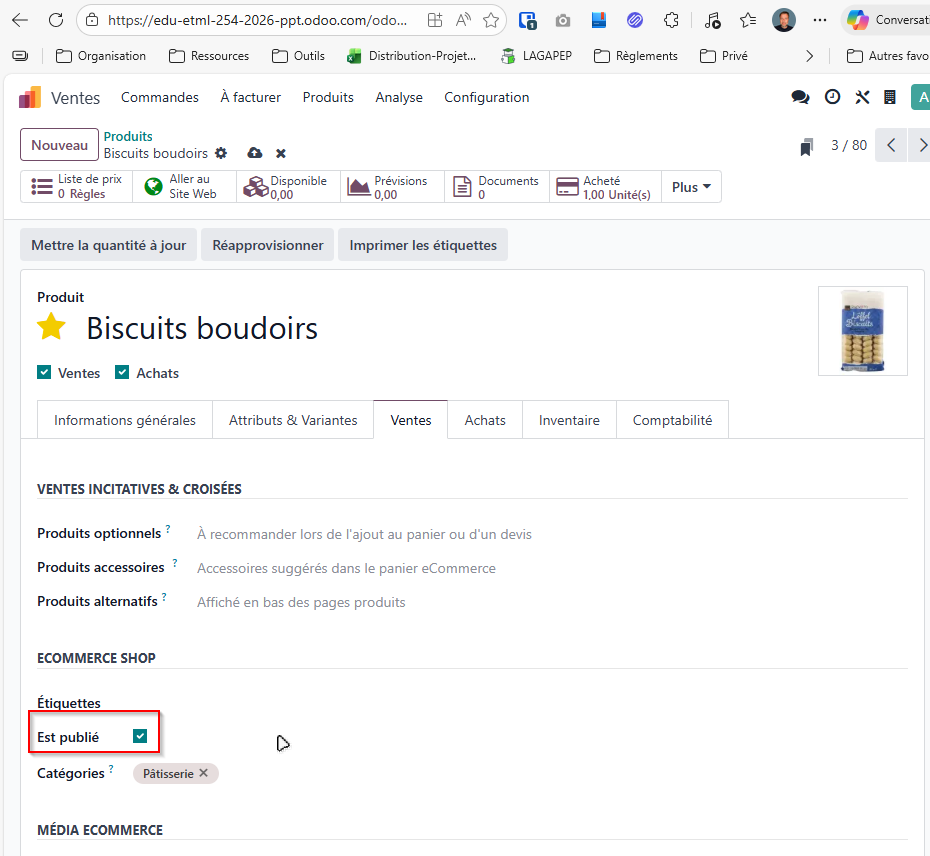 https://edu-etml-254-2026-ppt.odoo.com/odo...
Conversati
Organisation Ressources Outils Distribution-Projet... LAGAPEP Règlements Privé Autres favo
Ventes Commandes À facturer Produits Analyse Configuration A
Nouveau
Produits
Biscuits boudoirs
3 / 80
Liste de prix
0 Règles
Aller au
Site Web
Disponible
0,00
Prévisions
0,00
Documents
0
Acheté
1,00 Unité(s)
Plus
Mettre la quantité à jour Réapprovisionner Imprimer les étiquettes
Produit
Biscuits boudoirs
Löffel
Biscuits
Ventes Achats
Informations générales Attributs & Variantes Ventes Achats Inventaire Comptabilité
VENTES INCITATIVES & CROISÉES
Produits optionnels ? À recommander lors de l'ajout au panier ou d'un devis
Produits accessoires ? Accessoires suggérés dans le panier eCommerce
Produits alternatifs ? Affiché en bas des pages produits
ECOMMERCE SHOP
Étiquettes
Est publié
Catégories ? Pâtisserie
MÉDIA ECOMMERCE